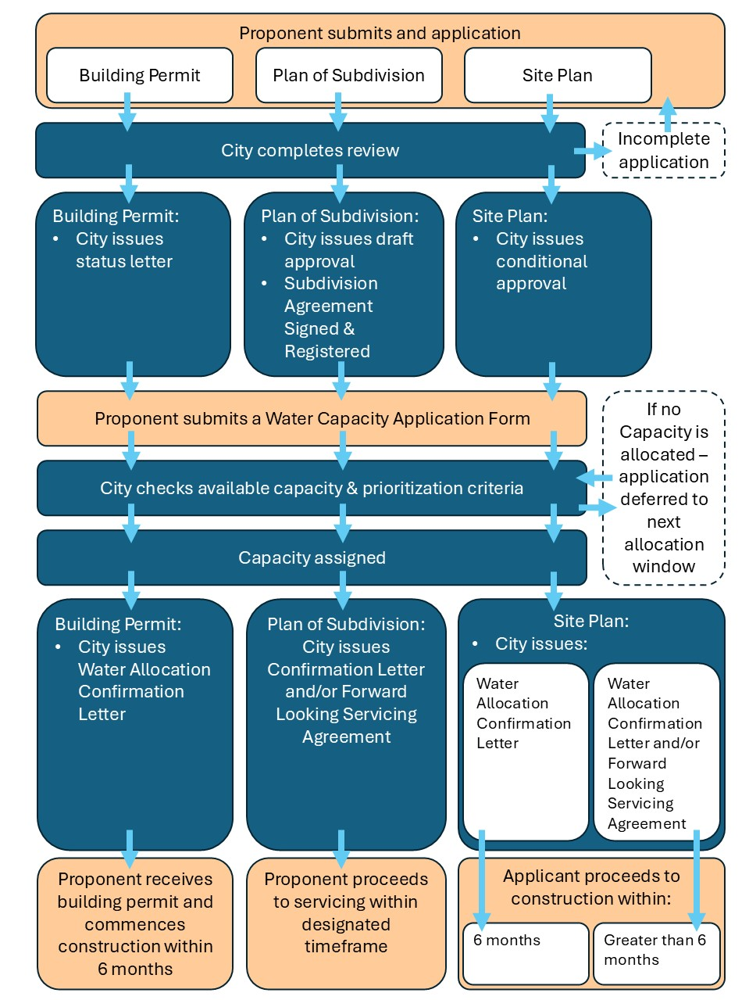 Proponent submits and application
Building Permit
Plan of Subdivision
Site Plan
City completes review
Incomplete
application
Building Permit:
• City issues
status letter
Plan of Subdivision:
• City issues draft
approval
• Subdivision
Agreement
Signed &
Registered
Site Plan:
• City issues
conditional
approval
Proponent submits a Water Capacity Application Form
City checks available capacity & prioritization criteria
If no
Capacity is
allocated –
application
deferred to
next
allocation
window
Capacity assigned
Building Permit:
• City issues
Water Allocation
Confirmation
Letter
Plan of Subdivision:
City issues
Confirmation Letter
and/or Forward
Looking Servicing
Agreement
Site Plan:
• City issues:
Water
Allocation
Confirmation
Letter
Water
Allocation
Confirmation
Letter and/or
Forward
Looking
Servicing
Agreement
Proponent receives
building permit and
commences
construction within
6 months
Proponent proceeds
to servicing within
designated
timeframe
Applicant proceeds to
construction within:
6 months
Greater than 6
months